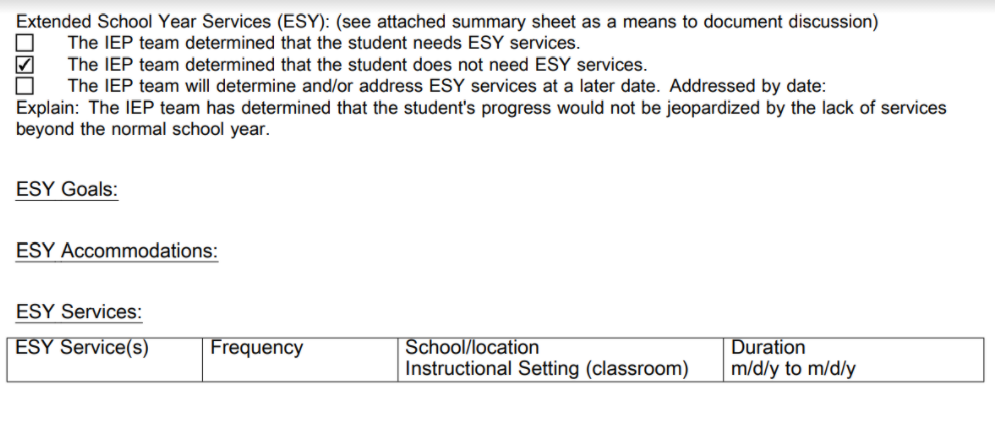 Extended School Year Services (ESY): (see attached summary sheet as a means to document discussion)
☐ The IEP team determined that the student needs ESY services.
☑ The IEP team determined that the student does not need ESY services.
☐ The IEP team will determine and/or address ESY services at a later date. Addressed by date:
Explain: The IEP team has determined that the student's progress would not be jeopardized by the lack of services
beyond the normal school year.
ESY Goals:
ESY Accommodations:
ESY Services:
ESY Service(s) Frequency School/location Duration
Instructional Setting (classroom) m/d/y to m/d/y